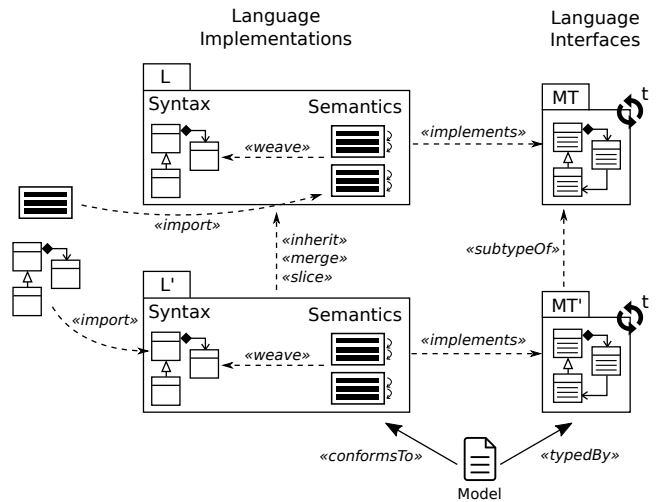 Language
Implementations
Language
Interfaces
L
Syntax
Semantics
«weave»
«implements»
MT
t
«import»
«inherit»
«merge»
«slice»
«subtypeOf»
L'
Syntax
Semantics
«import»
«weave»
«implements»
MT'
t
«conformsTo»
«typedBy»
Model